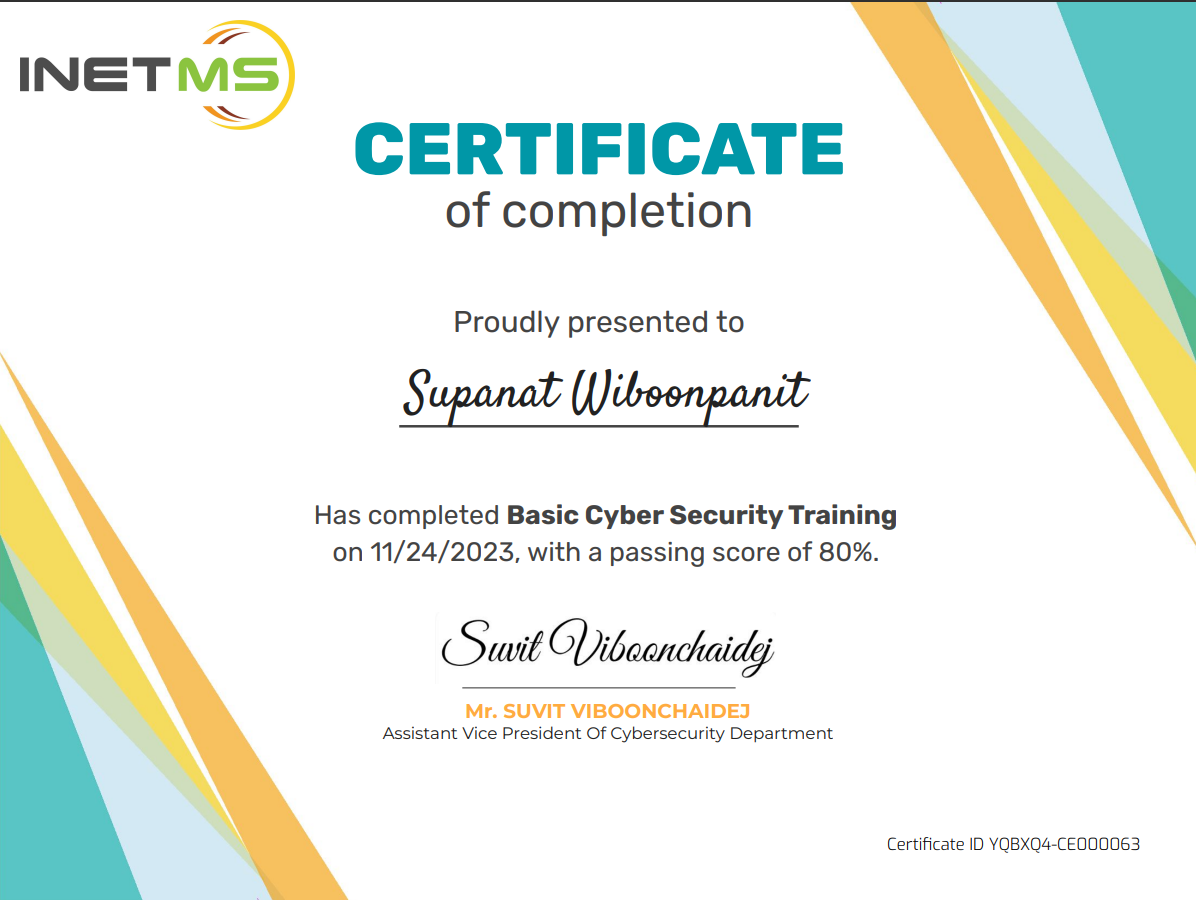 INETMS
CERTIFICATE
of completion
Proudly presented to
Supanat Wiboonpanit
Has completed Basic Cyber Security Training
on 11/24/2023, with a passing score of 80%.
Suvit Viboonchaidej
Mr. SUVIT VIBOONCHAIDEJ
Assistant Vice President Of Cybersecurity Department
Certificate ID YQBXQ4-CE000063